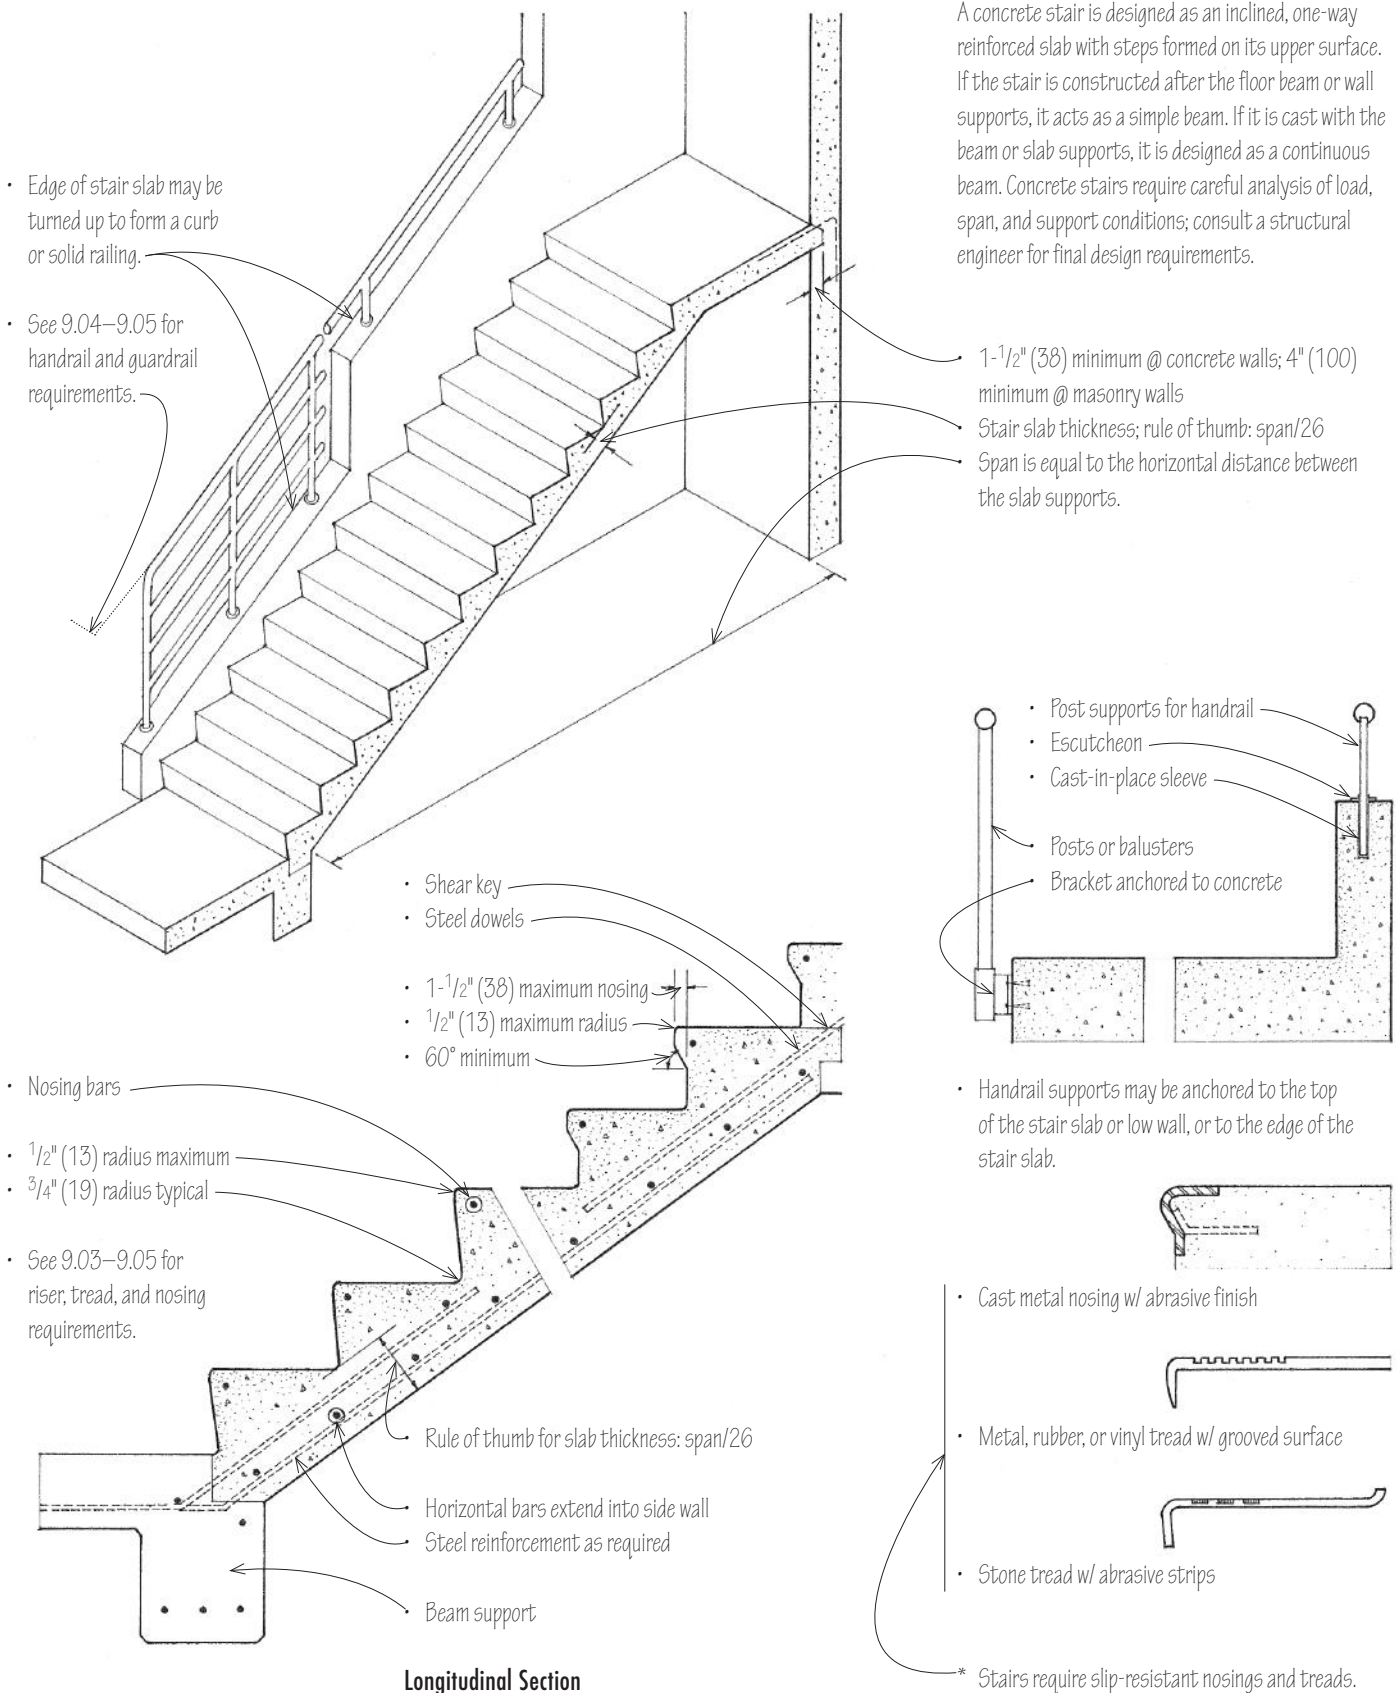 A concrete stair is designed as an inclined, one-way
reinforced slab with steps formed on its upper surface.
If the stair is constructed after the floor beam or wall
supports, it acts as a simple beam. If it is cast with the
beam or slab supports, it is designed as a continuous
beam. Concrete stairs require careful analysis of load,
span, and support conditions; consult a structural
engineer for final design requirements.
• Edge of stair slab may be
turned up to form a curb
or solid railing.
• See 9.04–9.05 for
handrail and guardrail
requirements.
• 1-1/2" (38) minimum @ concrete walls; 4" (100)
minimum @ masonry walls
• Stair slab thickness; rule of thumb: span/26
• Span is equal to the horizontal distance between
the slab supports.
• Post supports for handrail
• Escutcheon
• Cast-in-place sleeve
• Posts or balusters
• Bracket anchored to concrete
• Handrail supports may be anchored to the top
of the stair slab or low wall, or to the edge of the
stair slab.
• Shear key
• Steel dowels
• 1-1/2" (38) maximum nosing
• 1/2" (13) maximum radius
• 60° minimum
• Nosing bars
• 1/2" (13) radius maximum
• 3/4" (19) radius typical
• See 9.03–9.05 for
riser, tread, and nosing
requirements.
• Rule of thumb for slab thickness: span/26
• Horizontal bars extend into side wall
• Steel reinforcement as required
• Beam support
Longitudinal Section
• Cast metal nosing w/ abrasive finish
• Metal, rubber, or vinyl tread w/ grooved surface
• Stone tread w/ abrasive strips
* Stairs require slip-resistant nosings and treads.